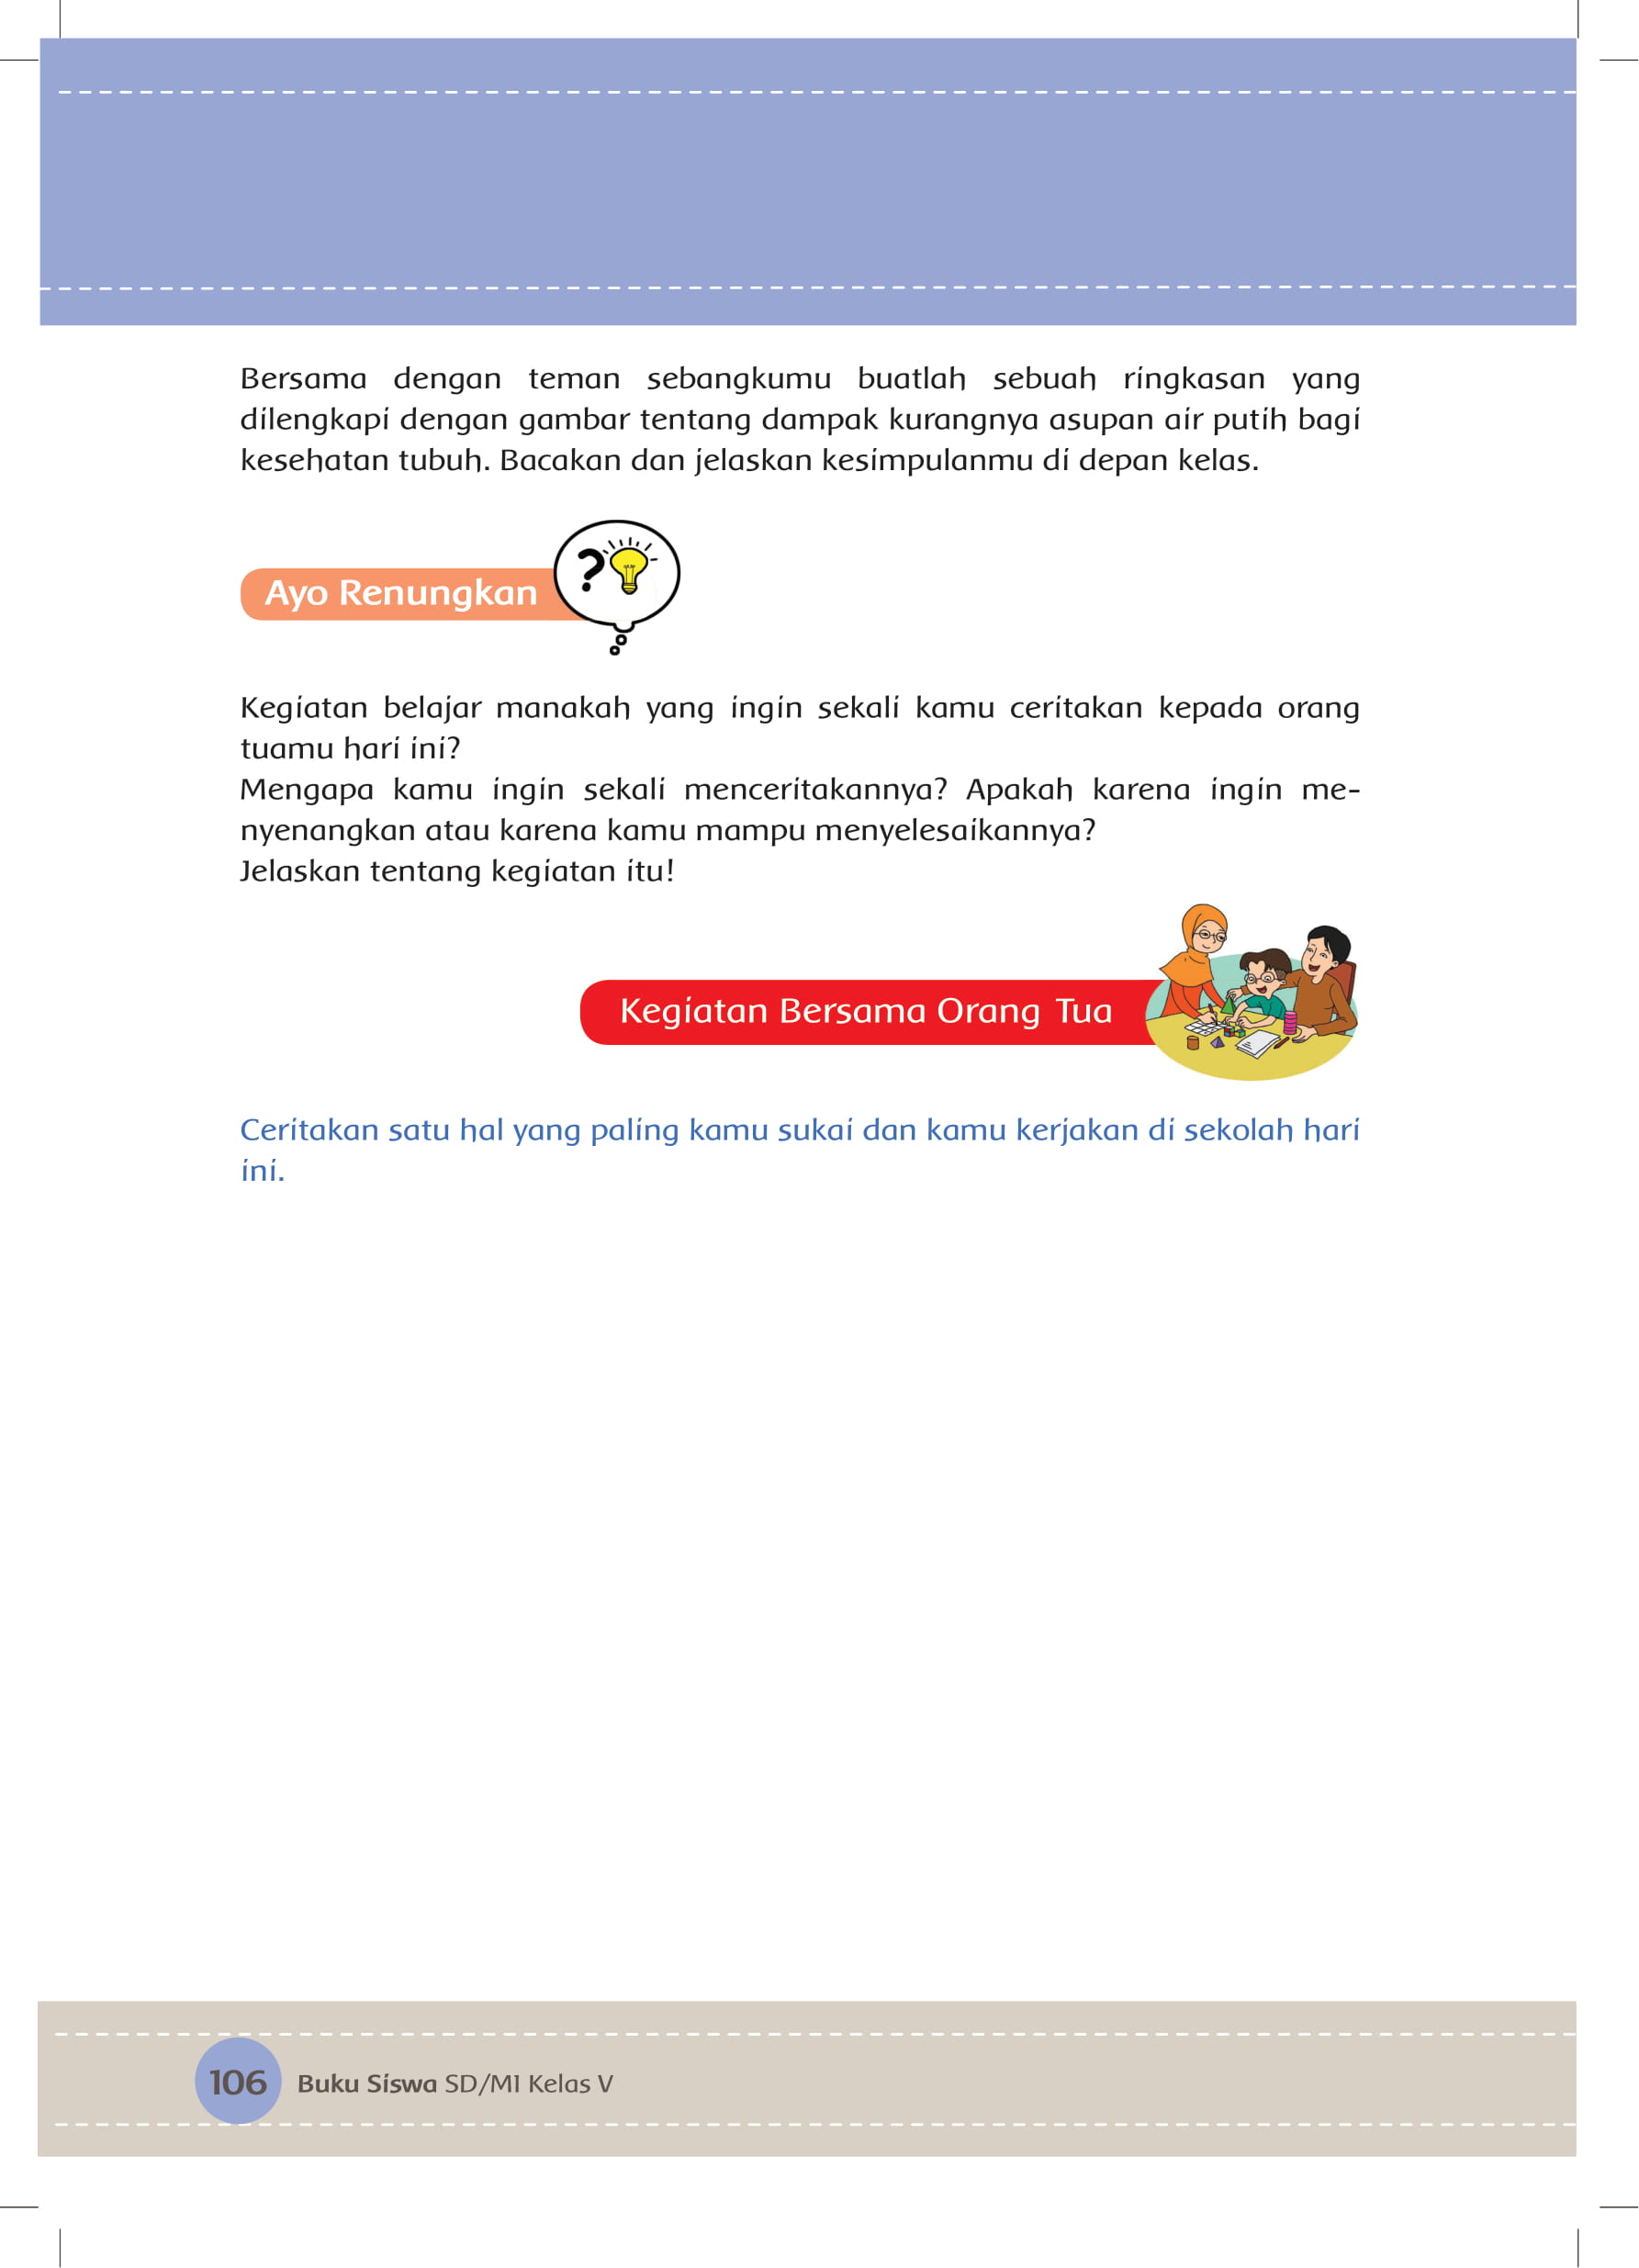 Bersama dengan teman sebangkumu buatlah sebuah ringkasan yang
dilengkapi dengan gambar tentang dampak kurangnya asupan air putih bagi
kesehatan tubuh. Bacakan dan jelaskan kesimpulanmu di depan kelas.
Ayo Renungkan
?
Kegiatan belajar manakah yang ingin sekali kamu ceritakan kepada orang
tuamu hari ini?
Mengapa kamu ingin sekali menceritakannya? Apakah karena ingin me-
nyenangkan atau karena kamu mampu menyelesaikannya?
Jelaskan tentang kegiatan itu!
Kegiatan Bersama Orang Tua
Ceritakan satu hal yang paling kamu sukai dan kamu kerjakan di sekolah hari
ini.
106 Buku Siswa SD/MI Kelas V